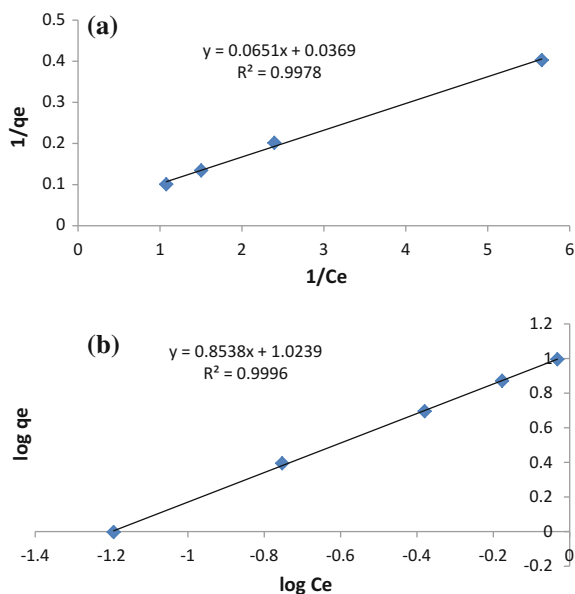 (a)
y = 0.0651x + 0.0369
R² = 0.9978
0.5
0.4
0.3
0.2
0.1
0
1/qe
0 1 2 3 4 5 6
1/Ce
(b)
y = 0.8538x + 1.0239
R² = 0.9996
1.2
1
0.8
0.6
0.4
0.2
0
-0.2
log qe
-1.4 -1.2 -1 -0.8 -0.6 -0.4 -0.2 0
log Ce